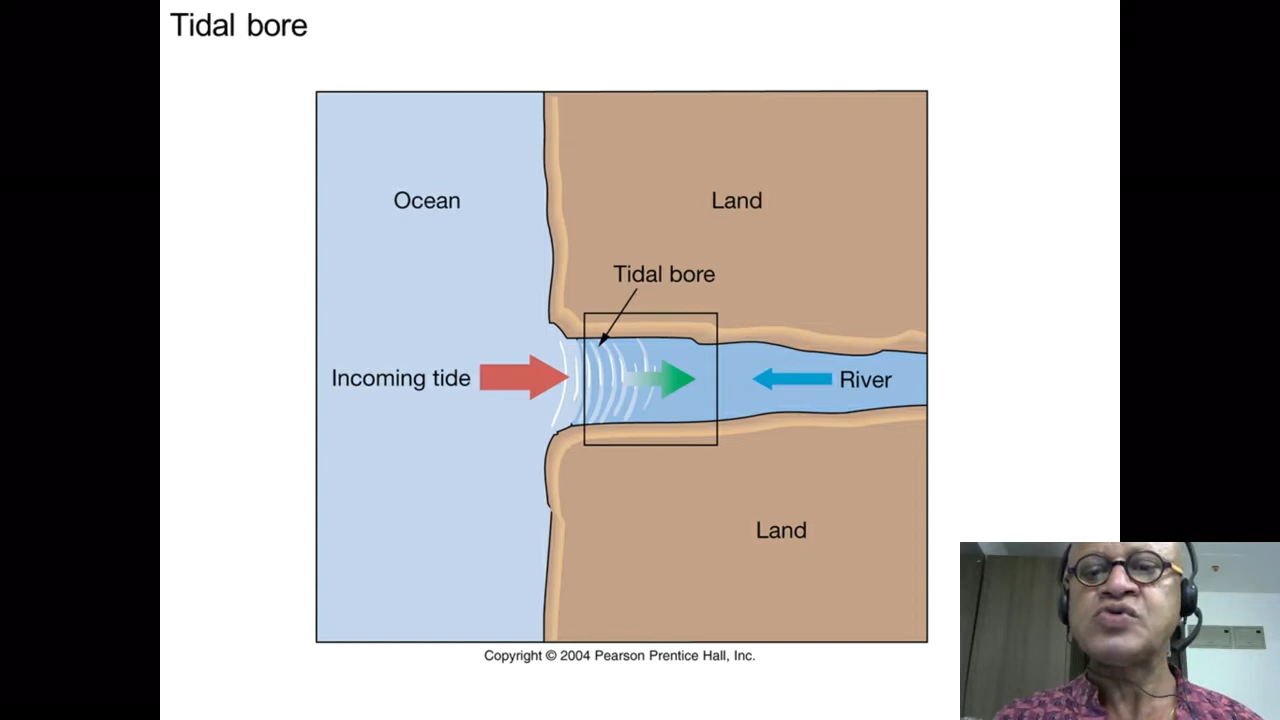 Tidal bore
Ocean
Land
Tidal bore
Incoming tide
River
Land
Copyright © 2004 Pearson Prentice Hall, Inc.